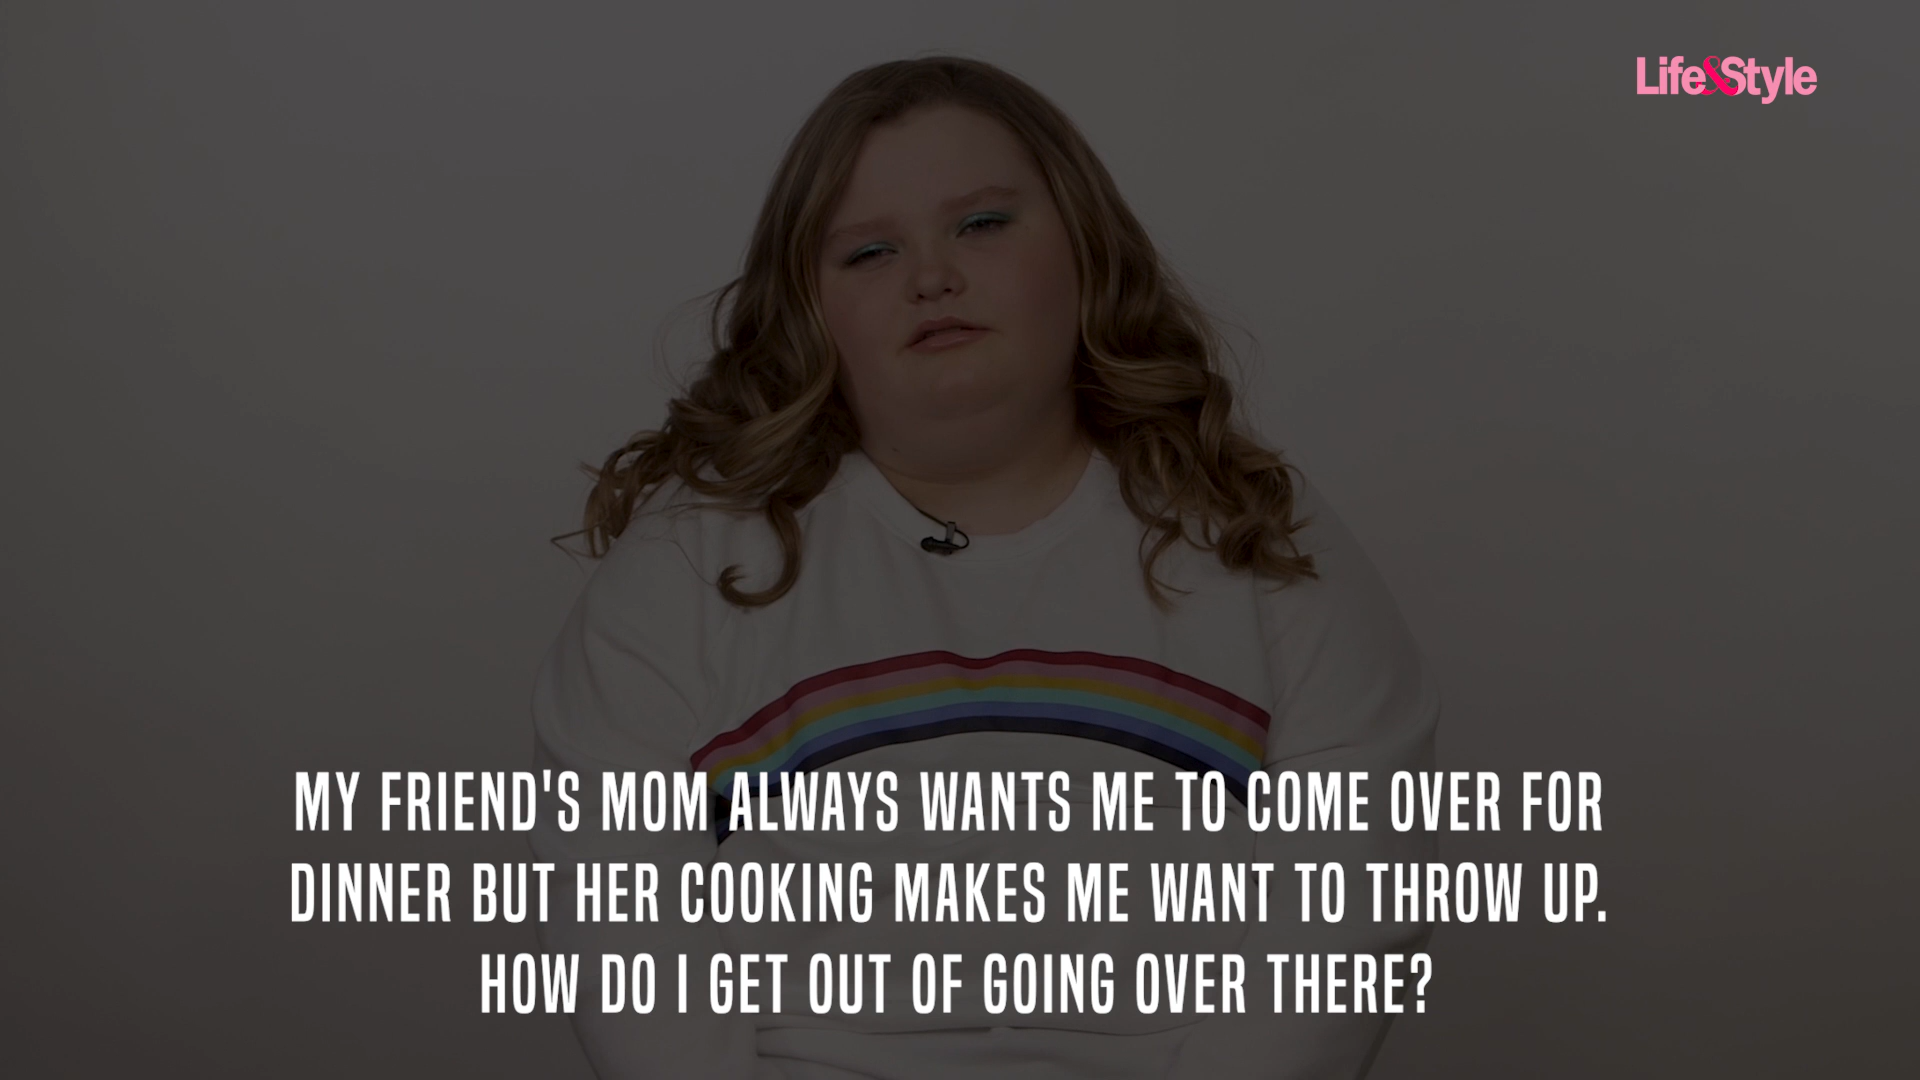 Life&Style
MY FRIEND'S MOM ALWAYS WANTS ME TO COME OVER FOR
DINNER BUT HER COOKING MAKES ME WANT TO THROW UP.
HOW DO I GET OUT OF GOING OVER THERE?